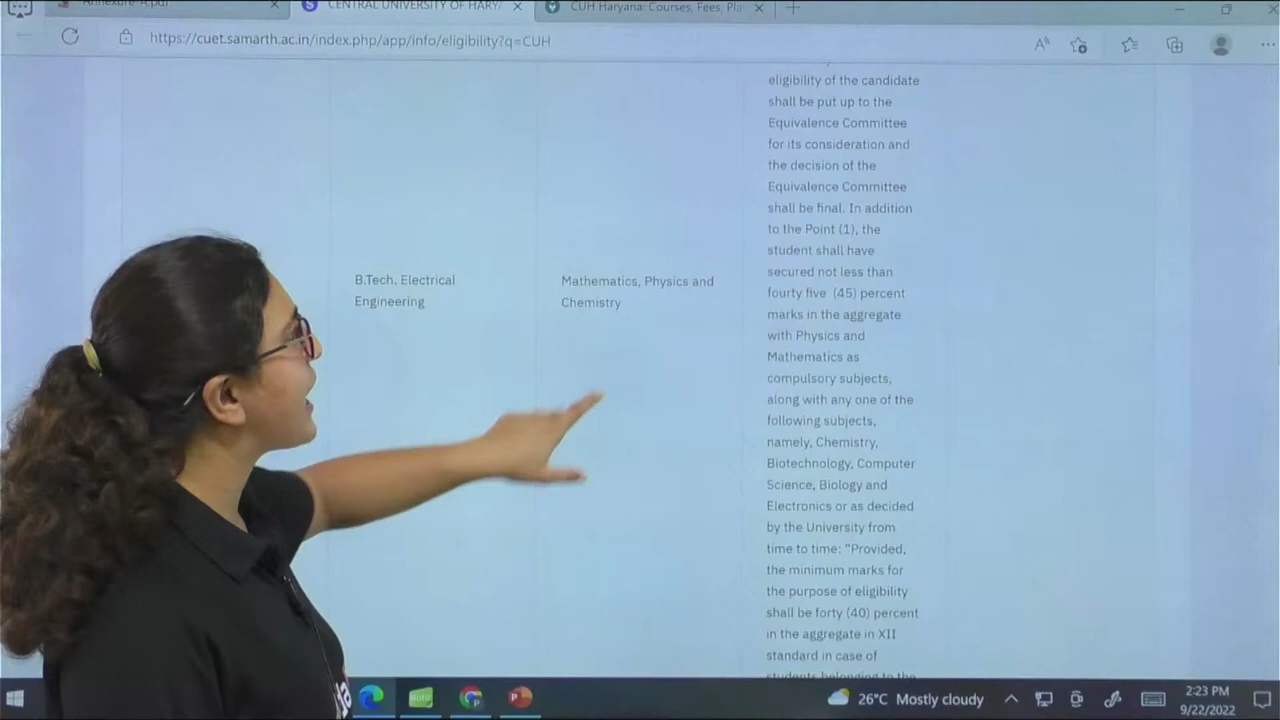 Annexure-A.pdf
CENTRAL UNIVERSITY OF HARY
CUH Haryana: Courses, Fees, Pla
https://cuet.samarth.ac.in/index.php/app/info/eligibility?q=CUH
eligibility of the candidate
shall be put up to the
Equivalence Committee
for its consideration and
the decision of the
Equivalence Committee
shall be final. In addition
to the Point (1), the
student shall have
secured not less than
fourty five (45) percent
marks in the aggregate
with Physics and
Mathematics as
compulsory subjects,
along with any one of the
following subjects,
namely, Chemistry,
Biotechnology, Computer
Science, Biology and
Electronics or as decided
by the University from
time to time: "Provided,
the minimum marks for
the purpose of eligibility
shall be forty (40) percent
in the aggregate in XII
standard in case of
students belonging to the
B.Tech. Electrical
Engineering
Mathematics, Physics and
Chemistry
26°C Mostly cloudy
2:23 PM
9/22/2022